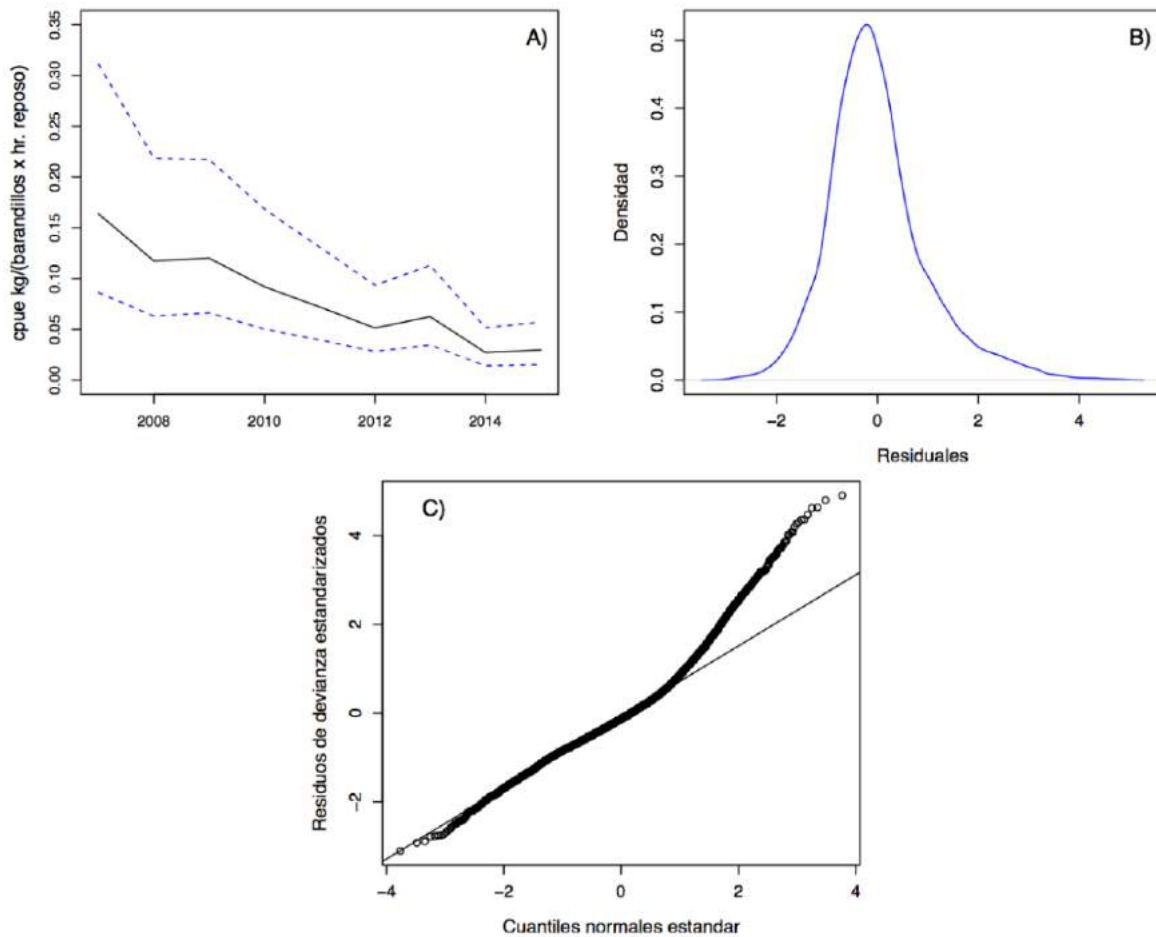 A)
cpue kg/(barandillos x hr. reposo)
0.35
0.30
0.25
0.20
0.15
0.10
0.05
0.00
2008 2010 2012 2014
B)
Densidad
0.5
0.4
0.3
0.2
0.1
0.0
−2 0 2 4
Residuales
C)
Residuos de devianza estandarizados
4
2
0
−2
−4 −2 0 2 4
Cuantiles normales estandar